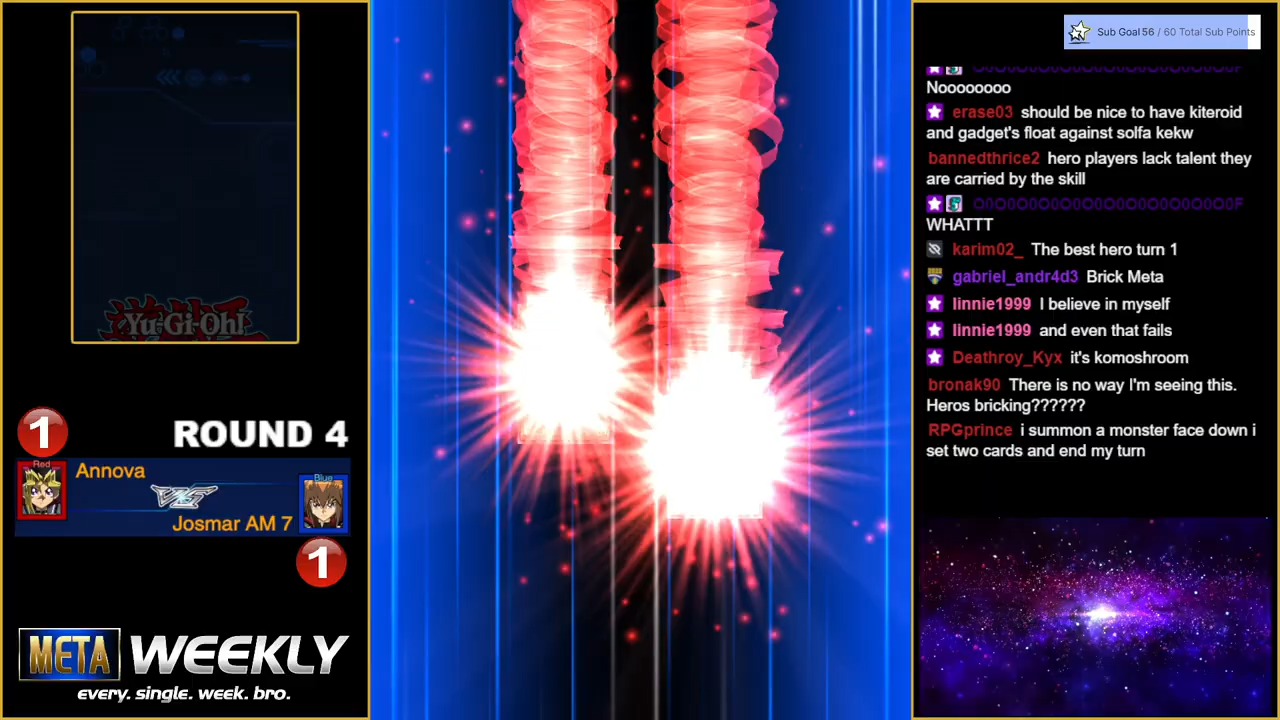 Yu-Gi-Oh!
1
ROUND 4
Red
Annova
VS
Blue
Josmar AM 7
1
META WEEKLY
every. single. week. bro.
Sub Goal 56 / 60 Total Sub Points
Noooooooo
erase03 should be nice to have kiteroid
and gadget's float against solfa kekw
bannedthrice2 hero players lack talent they
are carried by the skill
WHATTT
karim02_ The best hero turn 1
gabriel_andr4d3 Brick Meta
linnie1999 I believe in myself
linnie1999 and even that fails
Deathroy_Kyx it's komoshroom
bronak90 There is no way I'm seeing this.
Heros bricking??????
RPGprince i summon a monster face down i
set two cards and end my turn